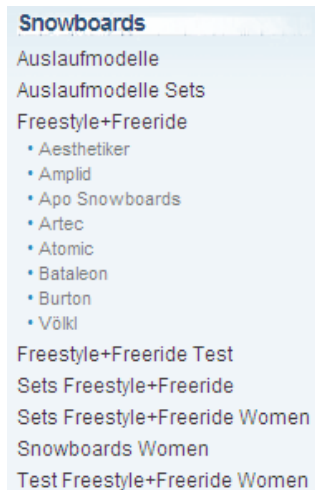 Snowboards
Auslaufmodelle
Auslaufmodelle Sets
Freestyle+Freeride
• Aesthetiker
• Amplid
• Apo Snowboards
• Artec
• Atomic
• Bataleon
• Burton
• Völkl
Freestyle+Freeride Test
Sets Freestyle+Freeride
Sets Freestyle+Freeride Women
Snowboards Women
Test Freestyle+Freeride Women